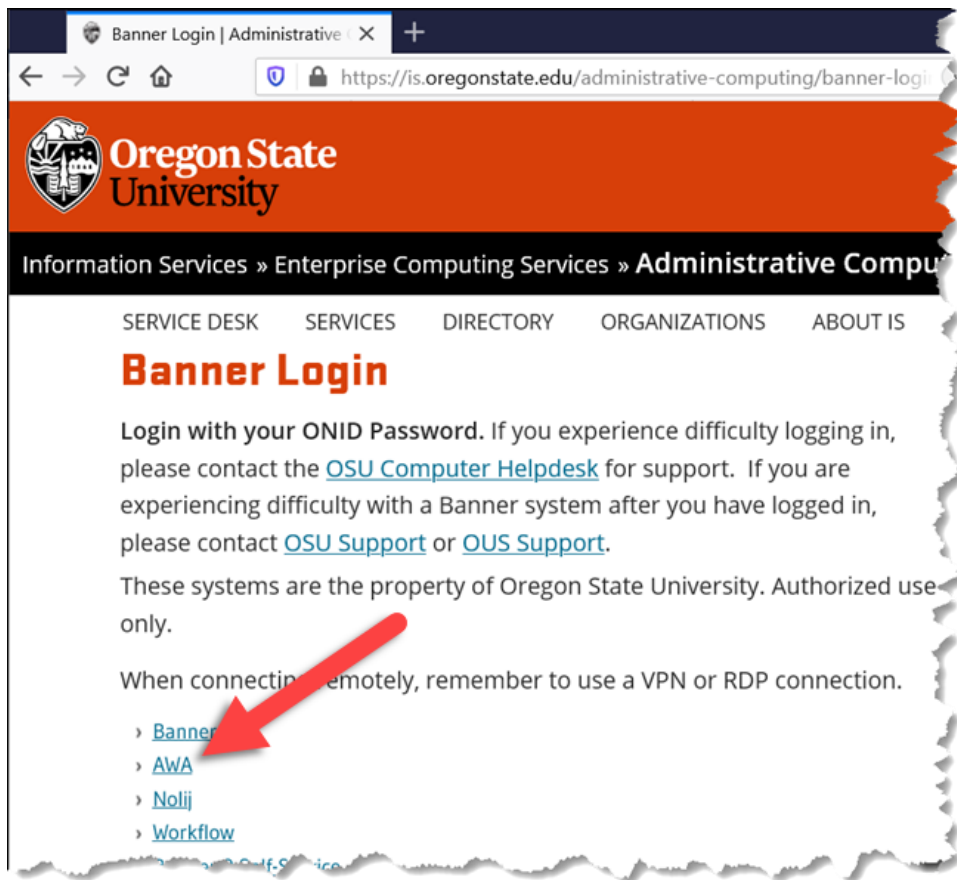 Banner Login | Administrative
https://is.oregonstate.edu/administrative-computing/banner-login
Oregon State
University
Information Services » Enterprise Computing Services » Administrative
SERVICE DESK SERVICES DIRECTORY ORGANIZATIONS ABOUT IS
Banner Login
Login with your ONID Password. If you experience difficulty logging in,
please contact the OSU Computer Helpdesk for support. If you are
experiencing difficulty with a Banner system after you have logged in,
please contact OSU Support or OUS Support.
These systems are the property of Oregon State University. Authorized use
only.
When connecting remotely, remember to use a VPN or RDP connection.
› Banner
› AWA
› Nolij
› Workflow